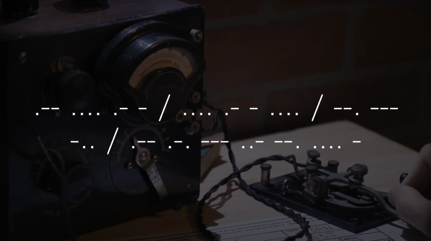 .-- .... .- - / .... .- - .... / --. ---
-.. / .-- .-. --- ..- --. .... -